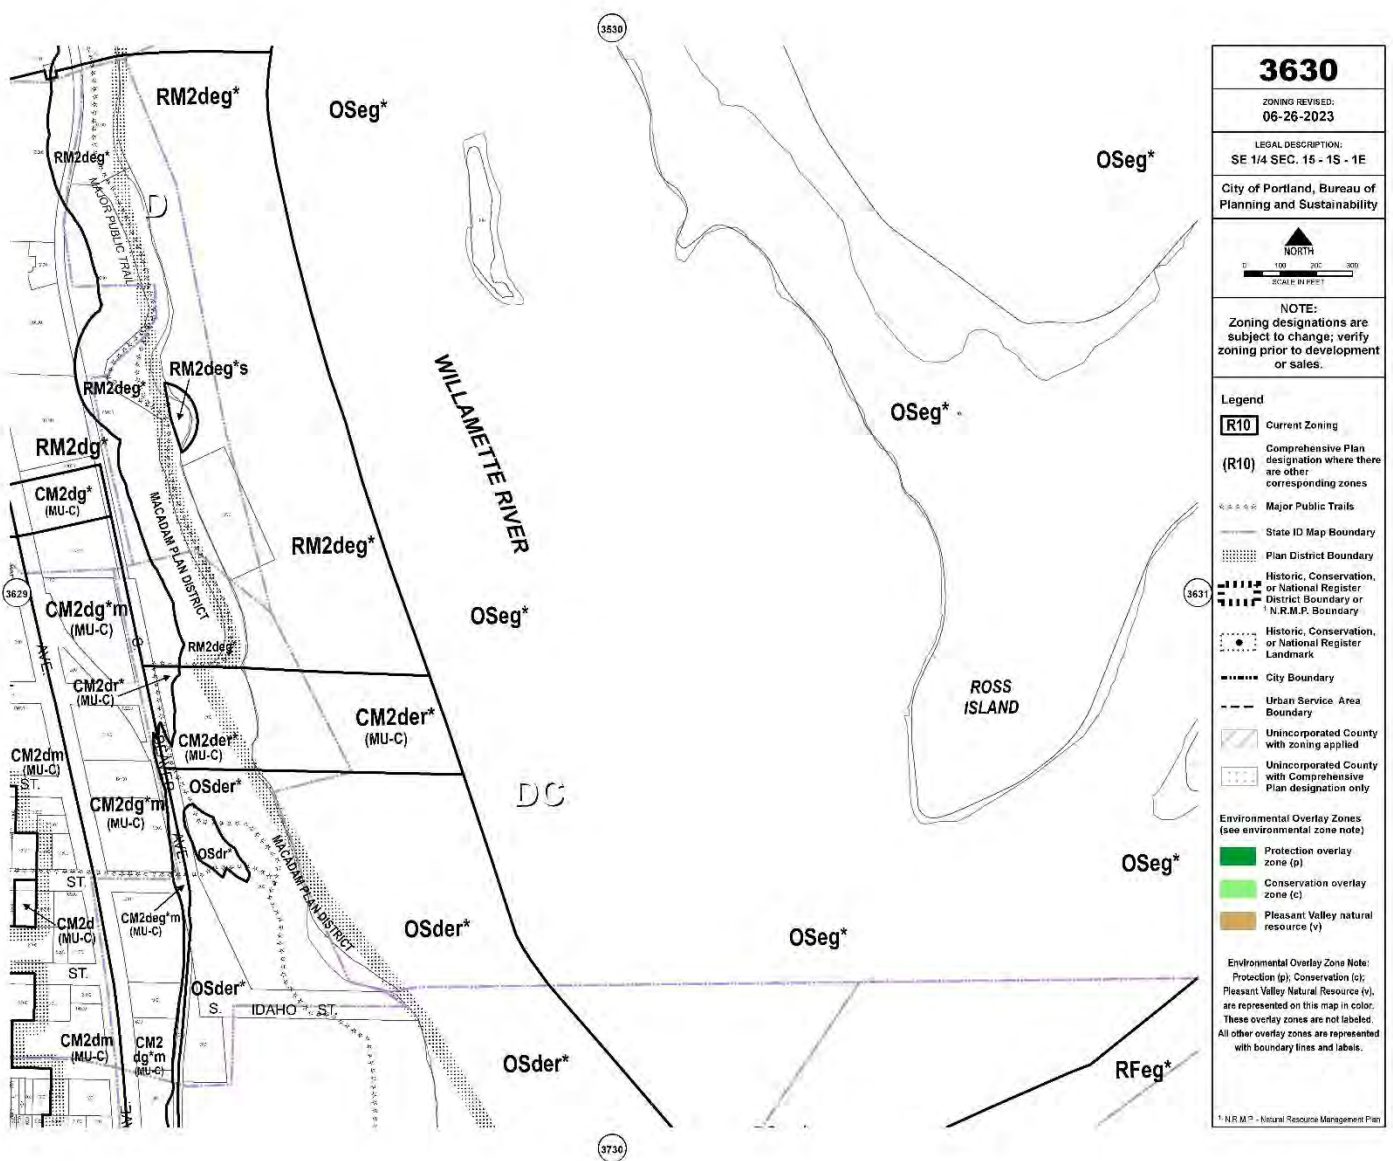 3530
RM2deg*
OSeg*
OSeg*
RM2deg*
MAJOR PUBLIC TRAIL
D
RM2deg*s
RM2deg*
WILLAMETTE RIVER
OSeg*
RM2dg*
CM2dg*
(MU-C)
MACADAM PLAN DISTRICT
RM2deg*
3629
3631
CM2dg*m
(MU-C)
AVE.
OSeg*
RM2deg*
CM2dr*
(MU-C)
ROSS
ISLAND
CM2der*
(MU-C)
CM2der*
(MU-C)
BEAVER
AVE.
CM2dm
(MU-C)
ST.
OSder*
DC
CM2dg*m
(MU-C)
OSdr*
MACADAM PLAN DISTRICT
OSeg*
ST.
CM2deg*m
(MU-C)
CM2d
(MU-C)
OSder*
OSeg*
ST.
OSder*
S. IDAHO ST.
CM2dm
(MU-C)
CM2
dg*m
(MU-C)
OSder*
RFeg*
AVE.
3730
3630
ZONING REVISED:
06-26-2023
LEGAL DESCRIPTION:
SE 1/4 SEC. 15 - 1S - 1E
City of Portland, Bureau of
Planning and Sustainability
NORTH
0 100 200 300
SCALE IN FEET
NOTE:
Zoning designations are
subject to change; verify
zoning prior to development
or sales.
Legend
R10 Current Zoning
(R10) Comprehensive Plan
designation where there
are other
corresponding zones
Major Public Trails
State ID Map Boundary
Plan District Boundary
Historic, Conservation,
or National Register
District Boundary or
¹ N.R.M.P. Boundary
Historic, Conservation,
or National Register
Landmark
City Boundary
Urban Service Area
Boundary
Unincorporated County
with zoning applied
Unincorporated County
with Comprehensive
Plan designation only
Environmental Overlay Zones
(see environmental zone note)
Protection overlay
zone (p)
Conservation overlay
zone (c)
Pleasant Valley natural
resource (v)
Environmental Overlay Zone Note:
Protection (p); Conservation (c);
Pleasant Valley Natural Resource (v),
are represented on this map in color.
These overlay zones are not labeled.
All other overlay zones are represented
with boundary lines and labels.
¹ N.R.M.P. - Natural Resource Management Plan